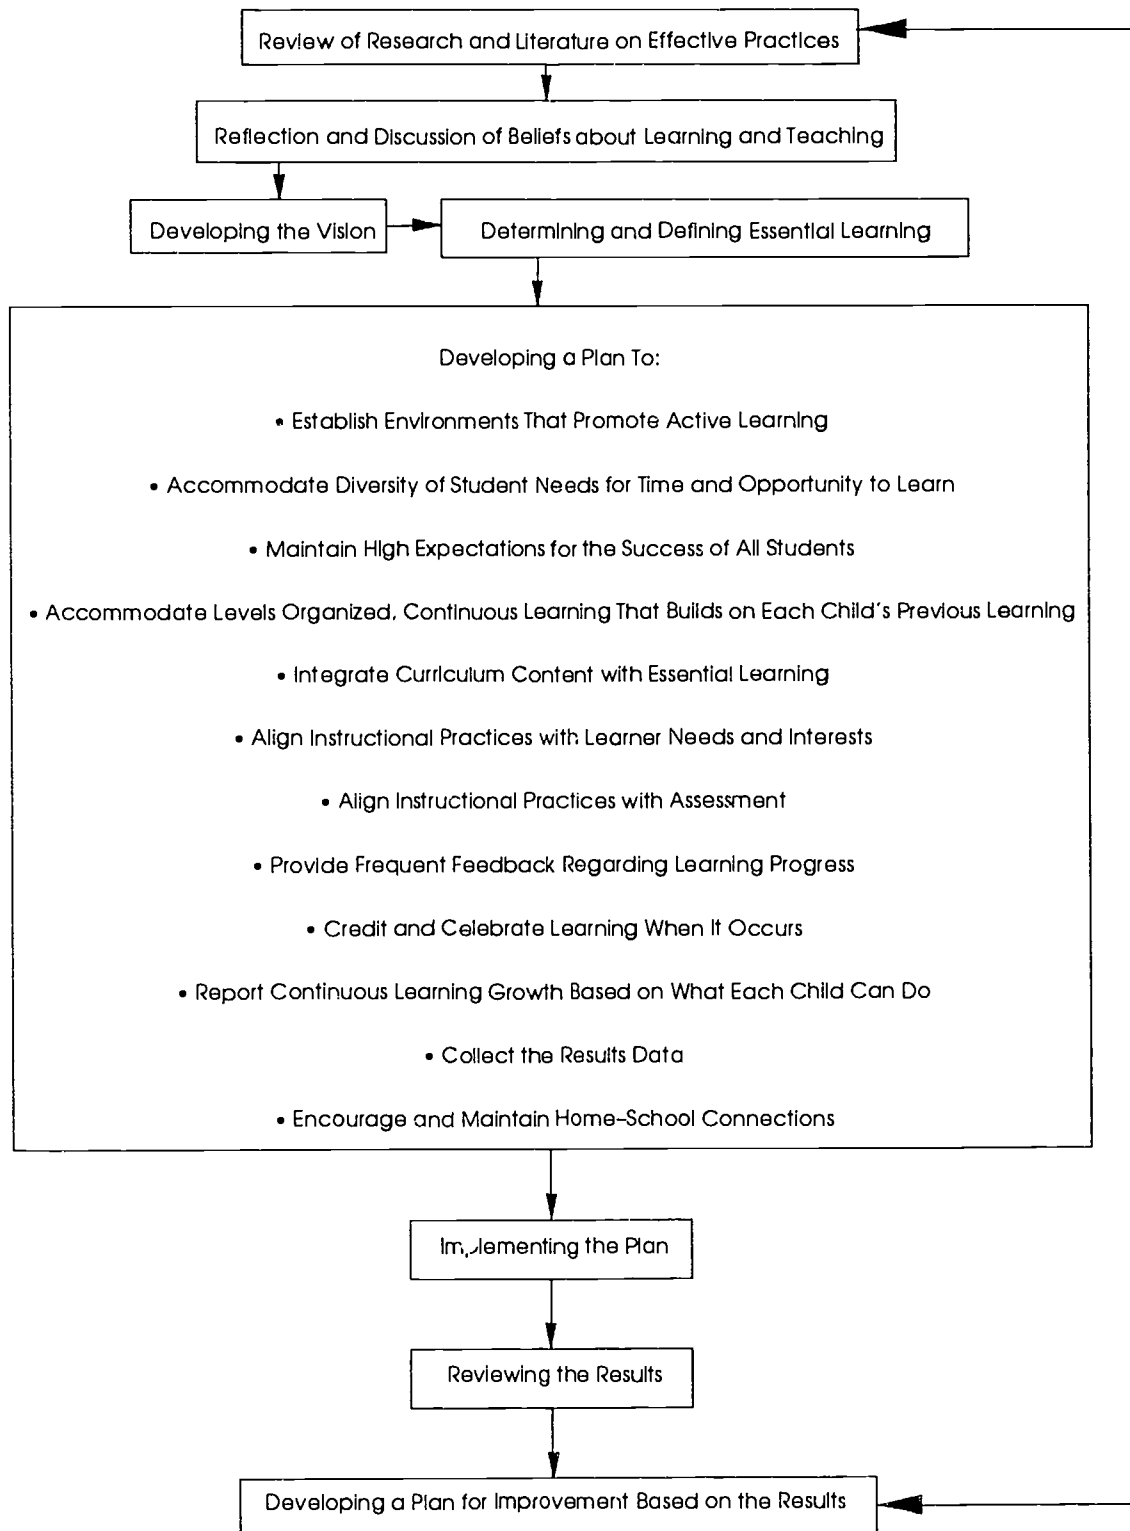 Review of Research and Literature on Effective Practices
Reflection and Discussion of Beliefs about Learning and Teaching
Developing the Vision
Determining and Defining Essential Learning
Developing a Plan To:
• Establish Environments That Promote Active Learning
• Accommodate Diversity of Student Needs for Time and Opportunity to Learn
• Maintain High Expectations for the Success of All Students
• Accommodate Levels Organized, Continuous Learning That Builds on Each Child's Previous Learning
• Integrate Curriculum Content with Essential Learning
• Align Instructional Practices with Learner Needs and Interests
• Align Instructional Practices with Assessment
• Provide Frequent Feedback Regarding Learning Progress
• Credit and Celebrate Learning When It Occurs
• Report Continuous Learning Growth Based on What Each Child Can Do
• Collect the Results Data
• Encourage and Maintain Home-School Connections
Implementing the Plan
Reviewing the Results
Developing a Plan for Improvement Based on the Results